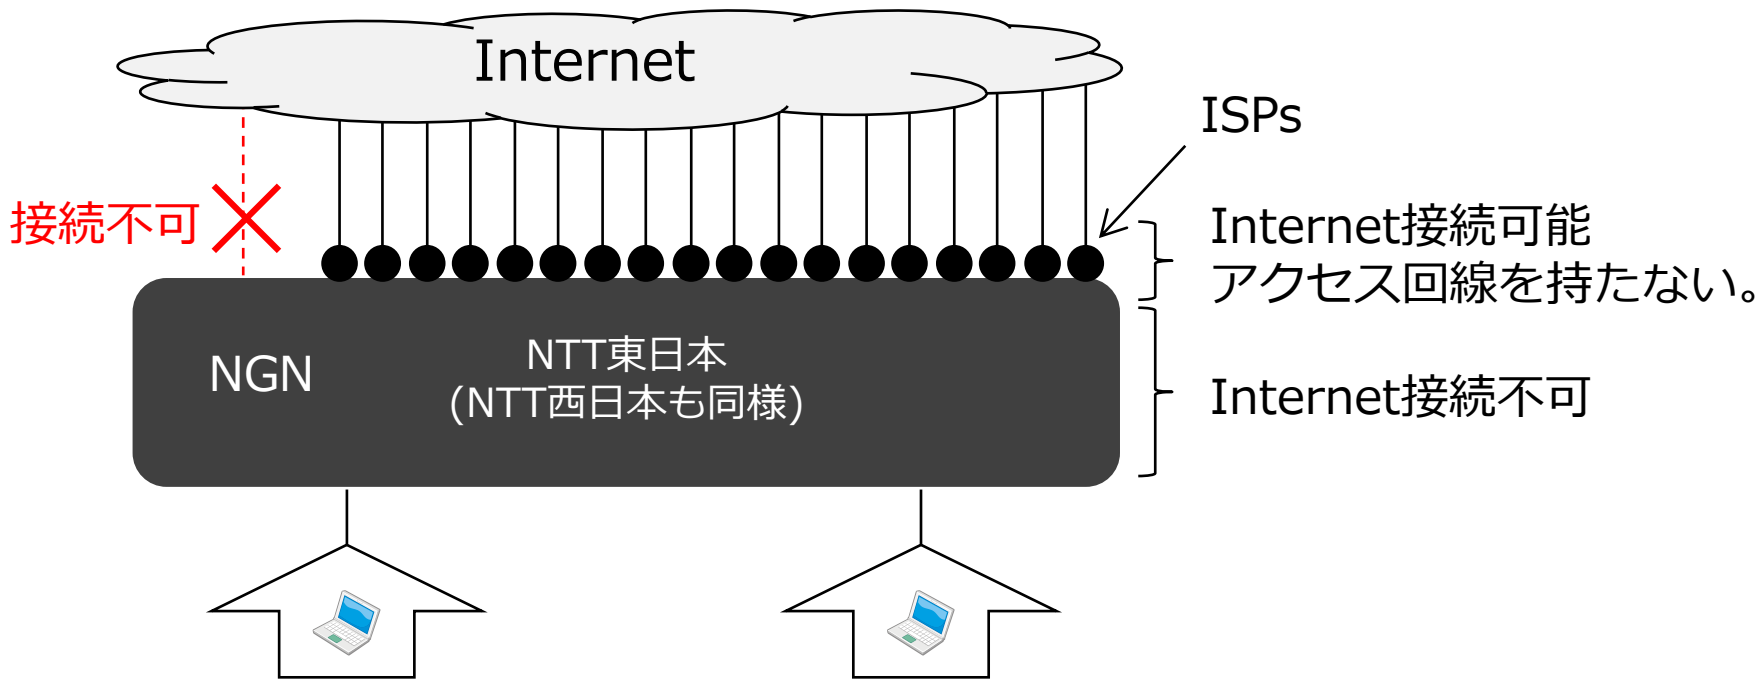 Internet
ISPs
接続不可
Internet接続可能
アクセス回線を持たない。
NGN
NTT東日本
(NTT西日本も同様)
Internet接続不可